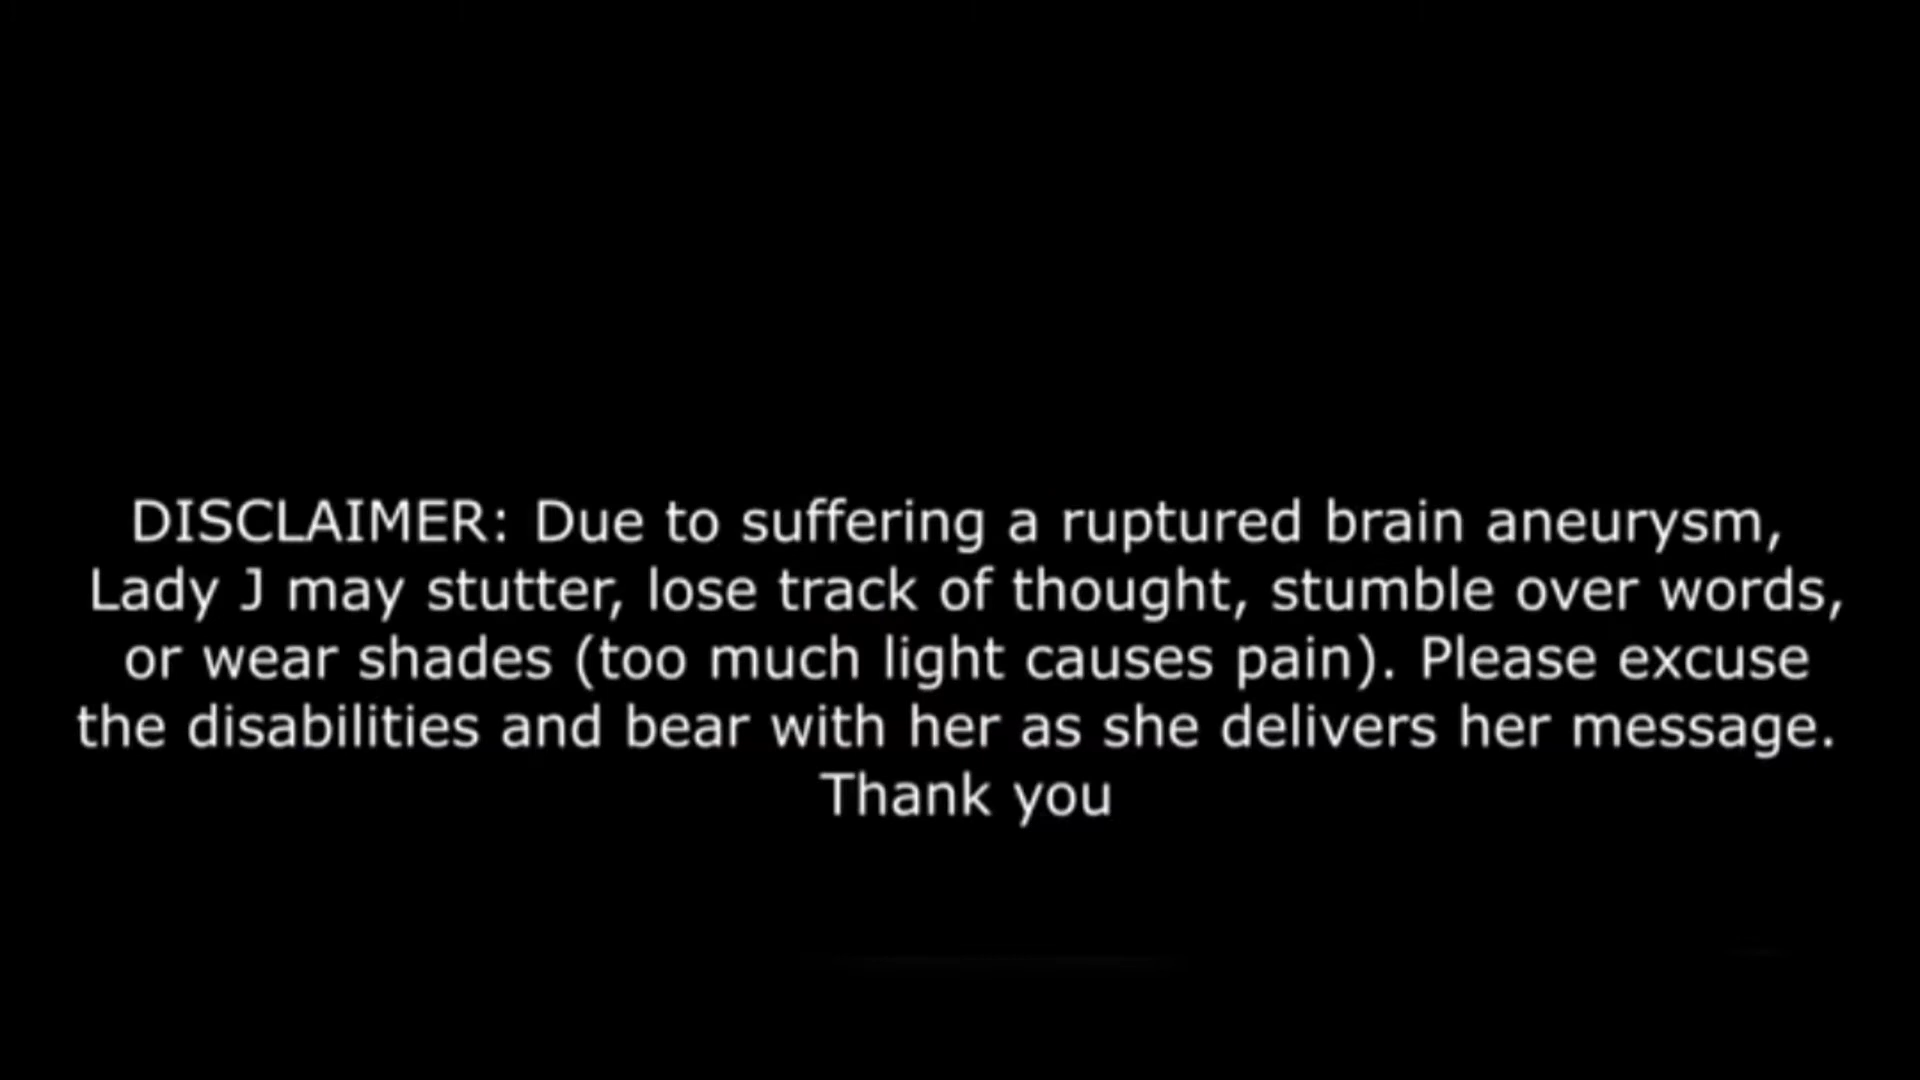 DISCLAIMER: Due to suffering a ruptured brain aneurysm,
Lady J may stutter, lose track of thought, stumble over words,
or wear shades (too much light causes pain). Please excuse
the disabilities and bear with her as she delivers her message.
Thank you